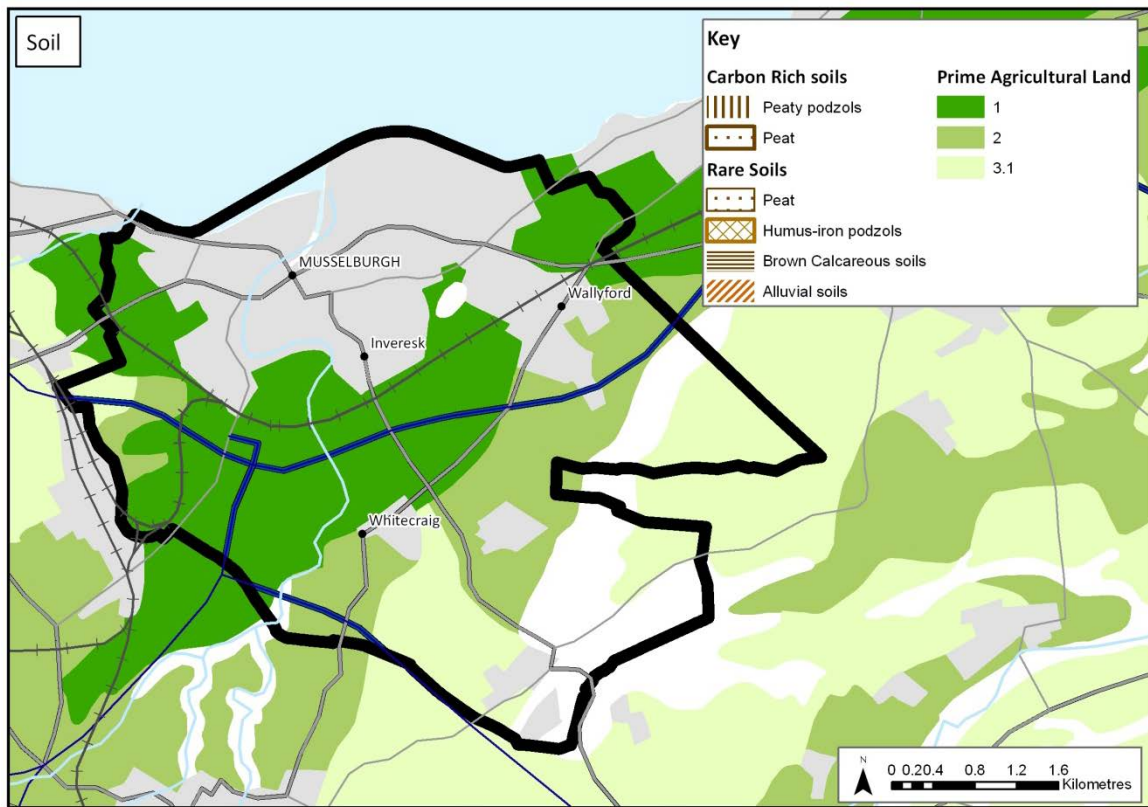 Soil
Key
Carbon Rich soils
Peaty podzols
Peat
Rare Soils
Peat
Humus-iron podzols
Brown Calcareous soils
Alluvial soils
Prime Agricultural Land
1
2
3.1
MUSSELBURGH
Wallyford
Inveresk
Whitecraig
N
0 0.20.4 0.8 1.2 1.6
Kilometres